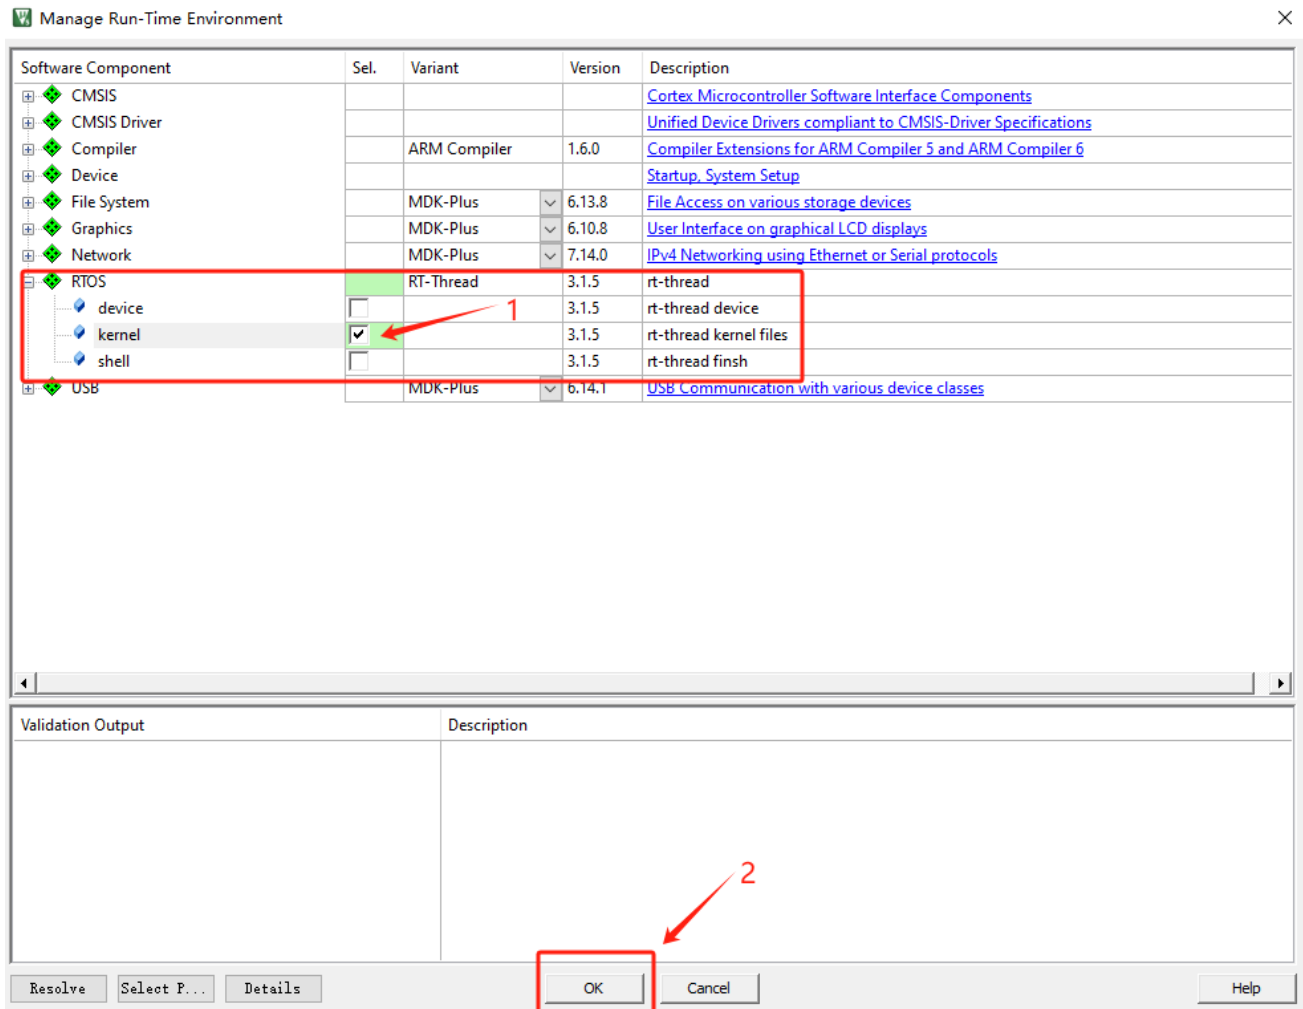 Manage Run-Time Environment
Software Component Sel. Variant Version Description
CMSIS Cortex Microcontroller Software Interface Components
CMSIS Driver Unified Device Drivers compliant to CMSIS-Driver Specifications
Compiler ARM Compiler 1.6.0 Compiler Extensions for ARM Compiler 5 and ARM Compiler 6
Device Startup, System Setup
File System MDK-Plus 6.13.8 File Access on various storage devices
Graphics MDK-Plus 6.10.8 User Interface on graphical LCD displays
Network MDK-Plus 7.14.0 IPv4 Networking using Ethernet or Serial protocols
RTOS RT-Thread 3.1.5 rt-thread
device 1 3.1.5 rt-thread device
kernel 3.1.5 rt-thread kernel files
shell 3.1.5 rt-thread finsh
USB MDK-Plus 6.14.1 USB Communication with various device classes
Validation Output Description
2
Resolve Select P... Details OK Cancel Help